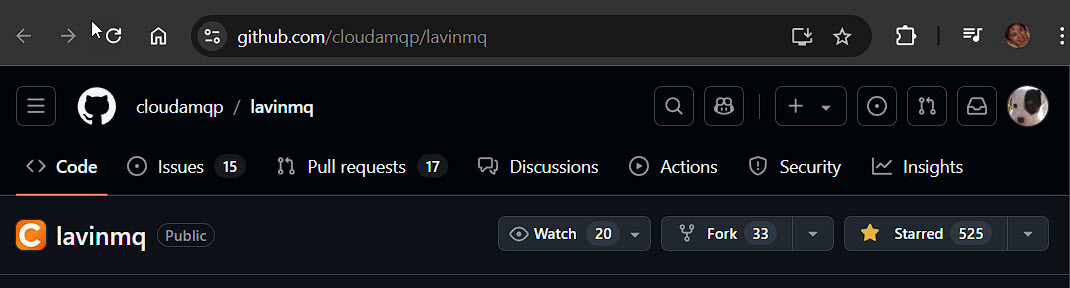 github.com/cloudamqp/lavinmq
cloudamqp / lavinmq
Code Issues 15 Pull requests 17 Discussions Actions Security Insights
lavinmq Public Watch 20 Fork 33 Starred 525